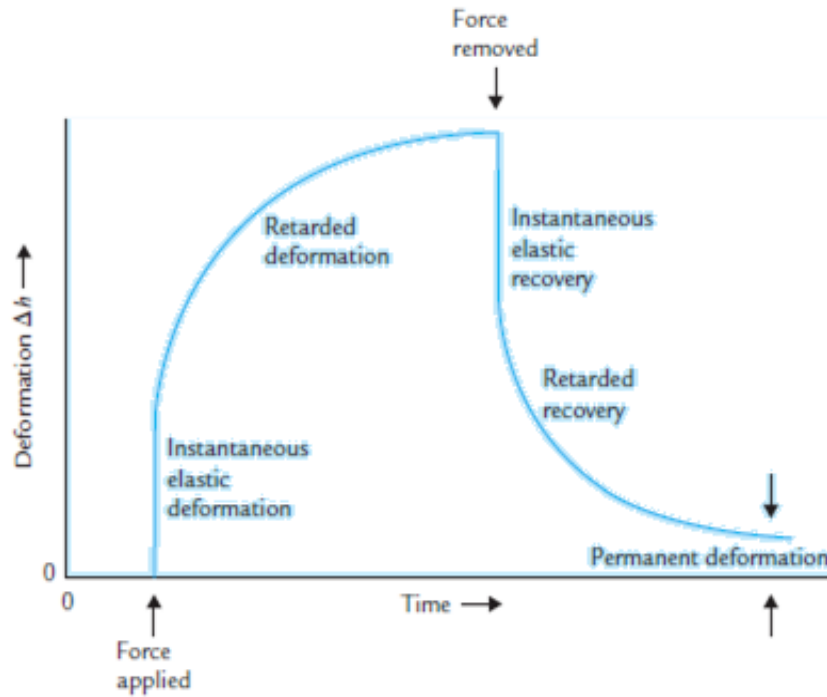 Force
removed
Retarded
deformation
Instantaneous
elastic
recovery
Deformation Δh
Retarded
recovery
Instantaneous
elastic
deformation
Permanent deformation
0
0
Time
Force
applied